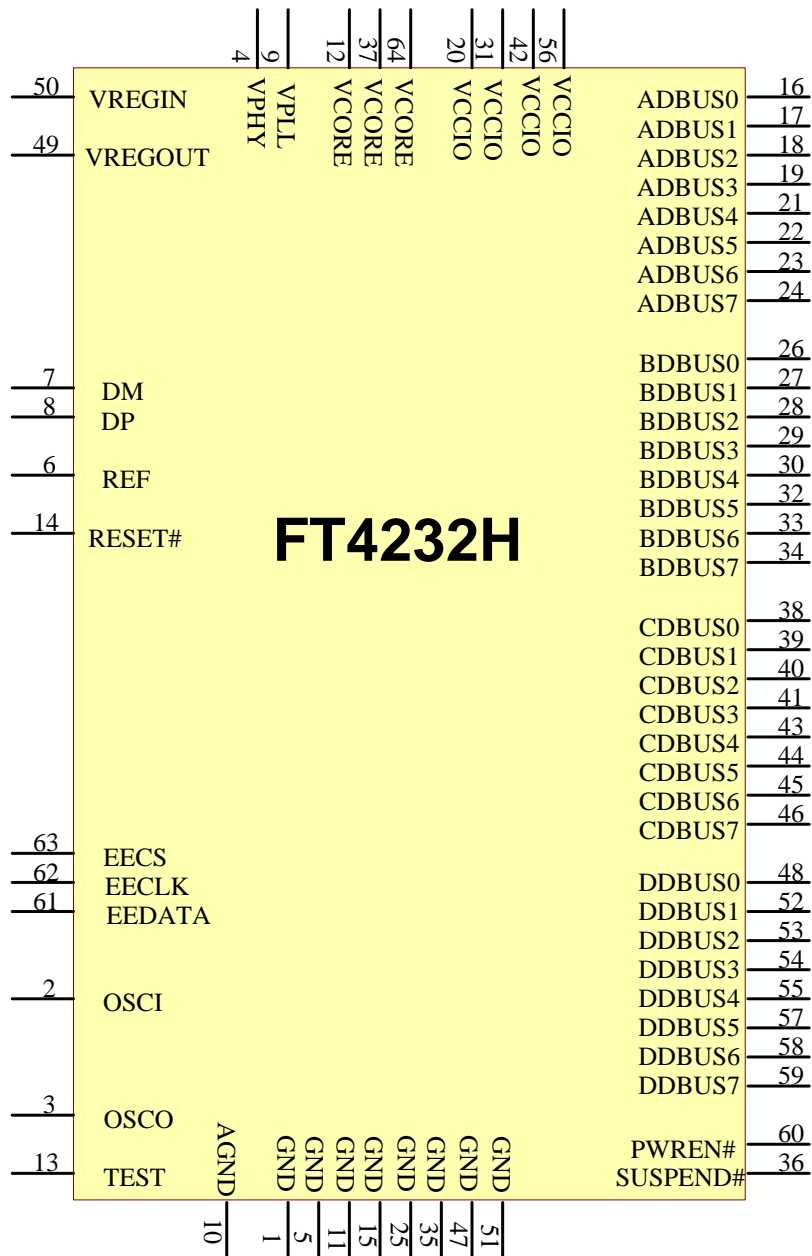 4
9
12
37
64
20
31
42
56
VPHY
VPLL
VCORE
VCORE
VCORE
VCCIO
VCCIO
VCCIO
VCCIO
50 VREGIN
49 VREGOUT
7 DM
8 DP
6 REF
14 RESET#
FT4232H
63 EECS
62 EECLK
61 EEDATA
2 OSCI
3 OSCO
13 TEST
ADBUS0 16
ADBUS1 17
ADBUS2 18
ADBUS3 19
ADBUS4 21
ADBUS5 22
ADBUS6 23
ADBUS7 24
BDBUS0 26
BDBUS1 27
BDBUS2 28
BDBUS3 29
BDBUS4 30
BDBUS5 32
BDBUS6 33
BDBUS7 34
CDBUS0 38
CDBUS1 39
CDBUS2 40
CDBUS3 41
CDBUS4 43
CDBUS5 44
CDBUS6 45
CDBUS7 46
DDBUS0 48
DDBUS1 52
DDBUS2 53
DDBUS3 54
DDBUS4 55
DDBUS5 57
DDBUS6 58
DDBUS7 59
PWREN# 60
SUSPEND# 36
AGND
GND
GND
GND
GND
GND
GND
GND
GND
10
1
5
11
15
25
35
47
51